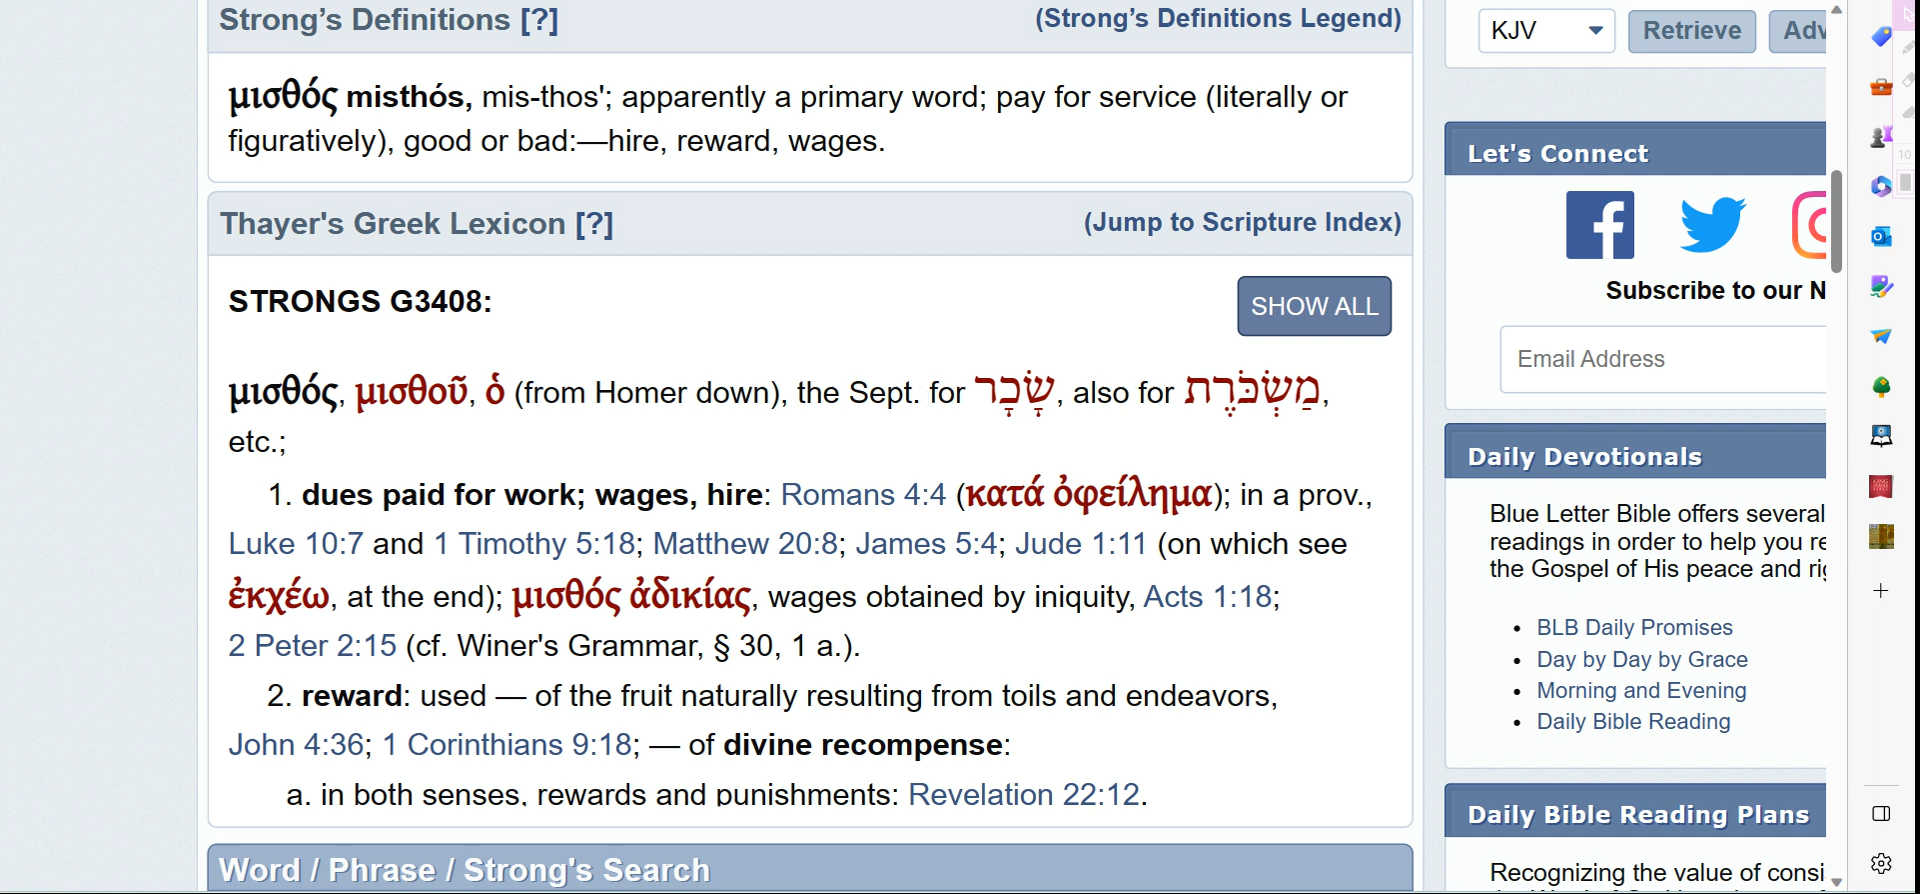 Strong's Definitions [?]
(Strong's Definitions Legend)
μισθός misthós, mis-thos'; apparently a primary word; pay for service (literally or
figuratively), good or bad:—hire, reward, wages.
Thayer's Greek Lexicon [?]
(Jump to Scripture Index)
STRONGS G3408:
SHOW ALL
μισθός, μισθοῦ, ὁ (from Homer down), the Sept. for שָׂכָר, also for מַשְׂכֹּרֶת,
etc.;
1. dues paid for work; wages, hire: Romans 4:4 (κατά ὀφείλημα); in a prov.,
Luke 10:7 and 1 Timothy 5:18; Matthew 20:8; James 5:4; Jude 1:11 (on which see
ἐκχέω, at the end); μισθός ἀδικίας, wages obtained by iniquity, Acts 1:18;
2 Peter 2:15 (cf. Winer's Grammar, § 30, 1 a.).
2. reward: used — of the fruit naturally resulting from toils and endeavors,
John 4:36; 1 Corinthians 9:18; — of divine recompense:
a. in both senses, rewards and punishments: Revelation 22:12.
Word / Phrase / Strong's Search
KJV
Retrieve
Adv
Let's Connect
Subscribe to our N
Email Address
Daily Devotionals
Blue Letter Bible offers several
readings in order to help you re
the Gospel of His peace and rig
• BLB Daily Promises
• Day by Day by Grace
• Morning and Evening
• Daily Bible Reading
Daily Bible Reading Plans
Recognizing the value of consi
10